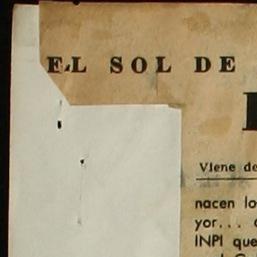 EL SOL DE
Viene de
nacen lo
yor...
INPI que